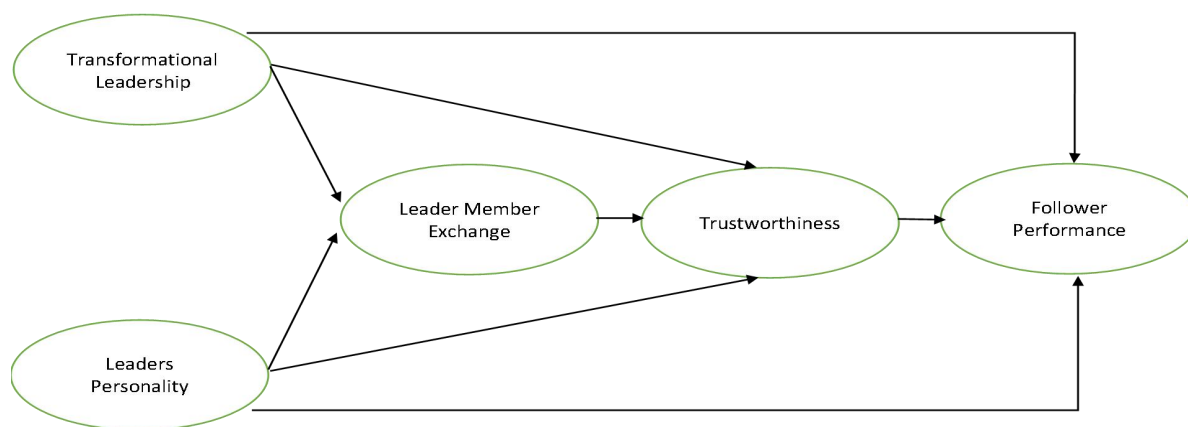 Transformational
Leadership
Leader Member
Exchange
Trustworthiness
Follower
Performance
Leaders
Personality